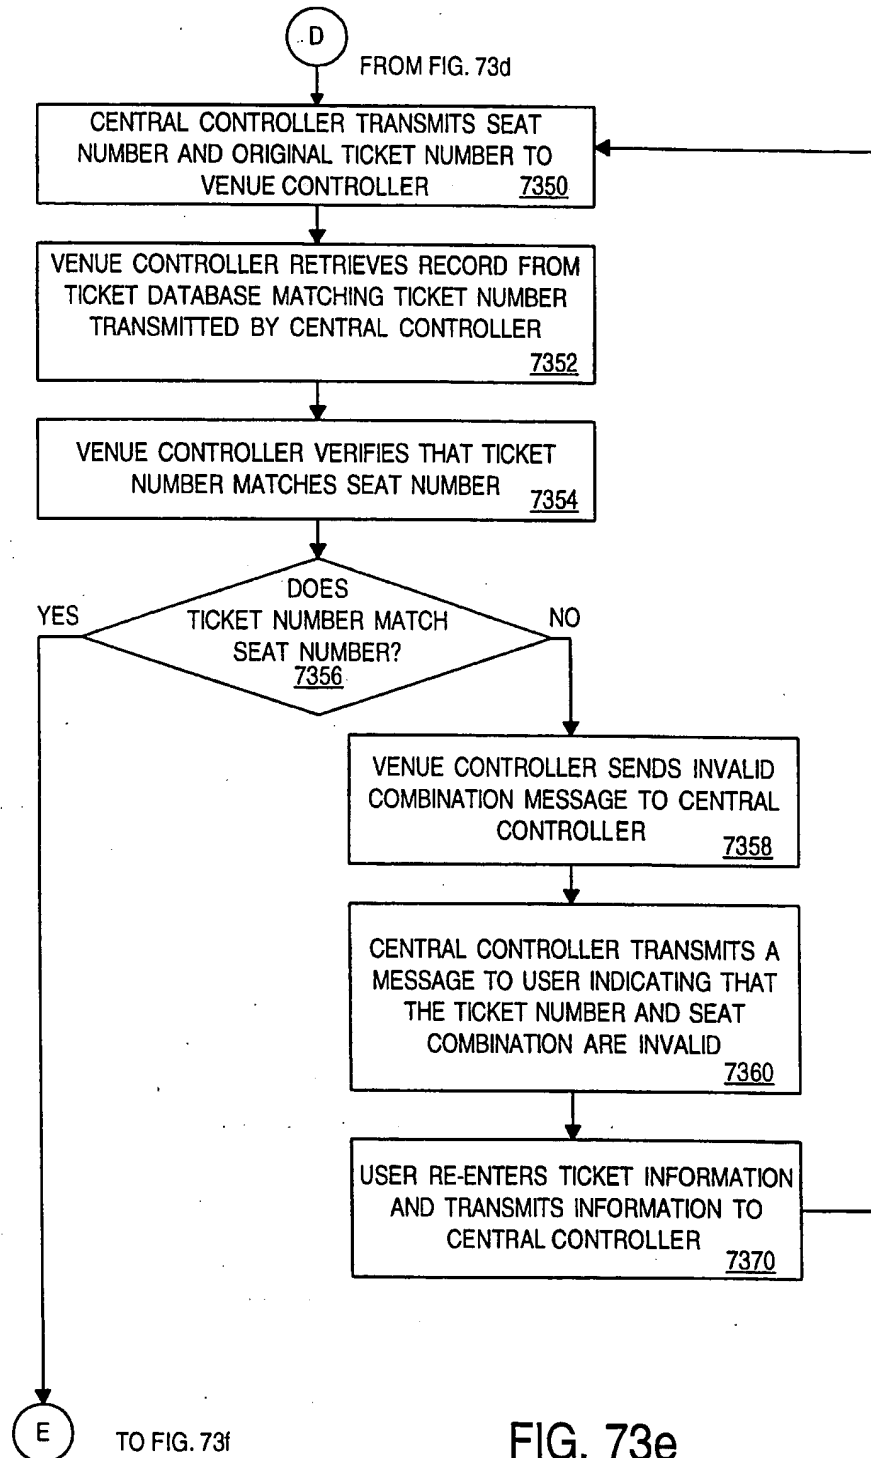 D
FROM FIG. 73d
CENTRAL CONTROLLER TRANSMITS SEAT
NUMBER AND ORIGINAL TICKET NUMBER TO
VENUE CONTROLLER 7350
VENUE CONTROLLER RETRIEVES RECORD FROM
TICKET DATABASE MATCHING TICKET NUMBER
TRANSMITTED BY CENTRAL CONTROLLER
7352
VENUE CONTROLLER VERIFIES THAT TICKET
NUMBER MATCHES SEAT NUMBER 7354
DOES
TICKET NUMBER MATCH
SEAT NUMBER?
7356
YES
NO
VENUE CONTROLLER SENDS INVALID
COMBINATION MESSAGE TO CENTRAL
CONTROLLER 7358
CENTRAL CONTROLLER TRANSMITS A
MESSAGE TO USER INDICATING THAT
THE TICKET NUMBER AND SEAT
COMBINATION ARE INVALID
7360
USER RE-ENTERS TICKET INFORMATION
AND TRANSMITS INFORMATION TO
CENTRAL CONTROLLER 7370
E
TO FIG. 73f
FIG. 73e